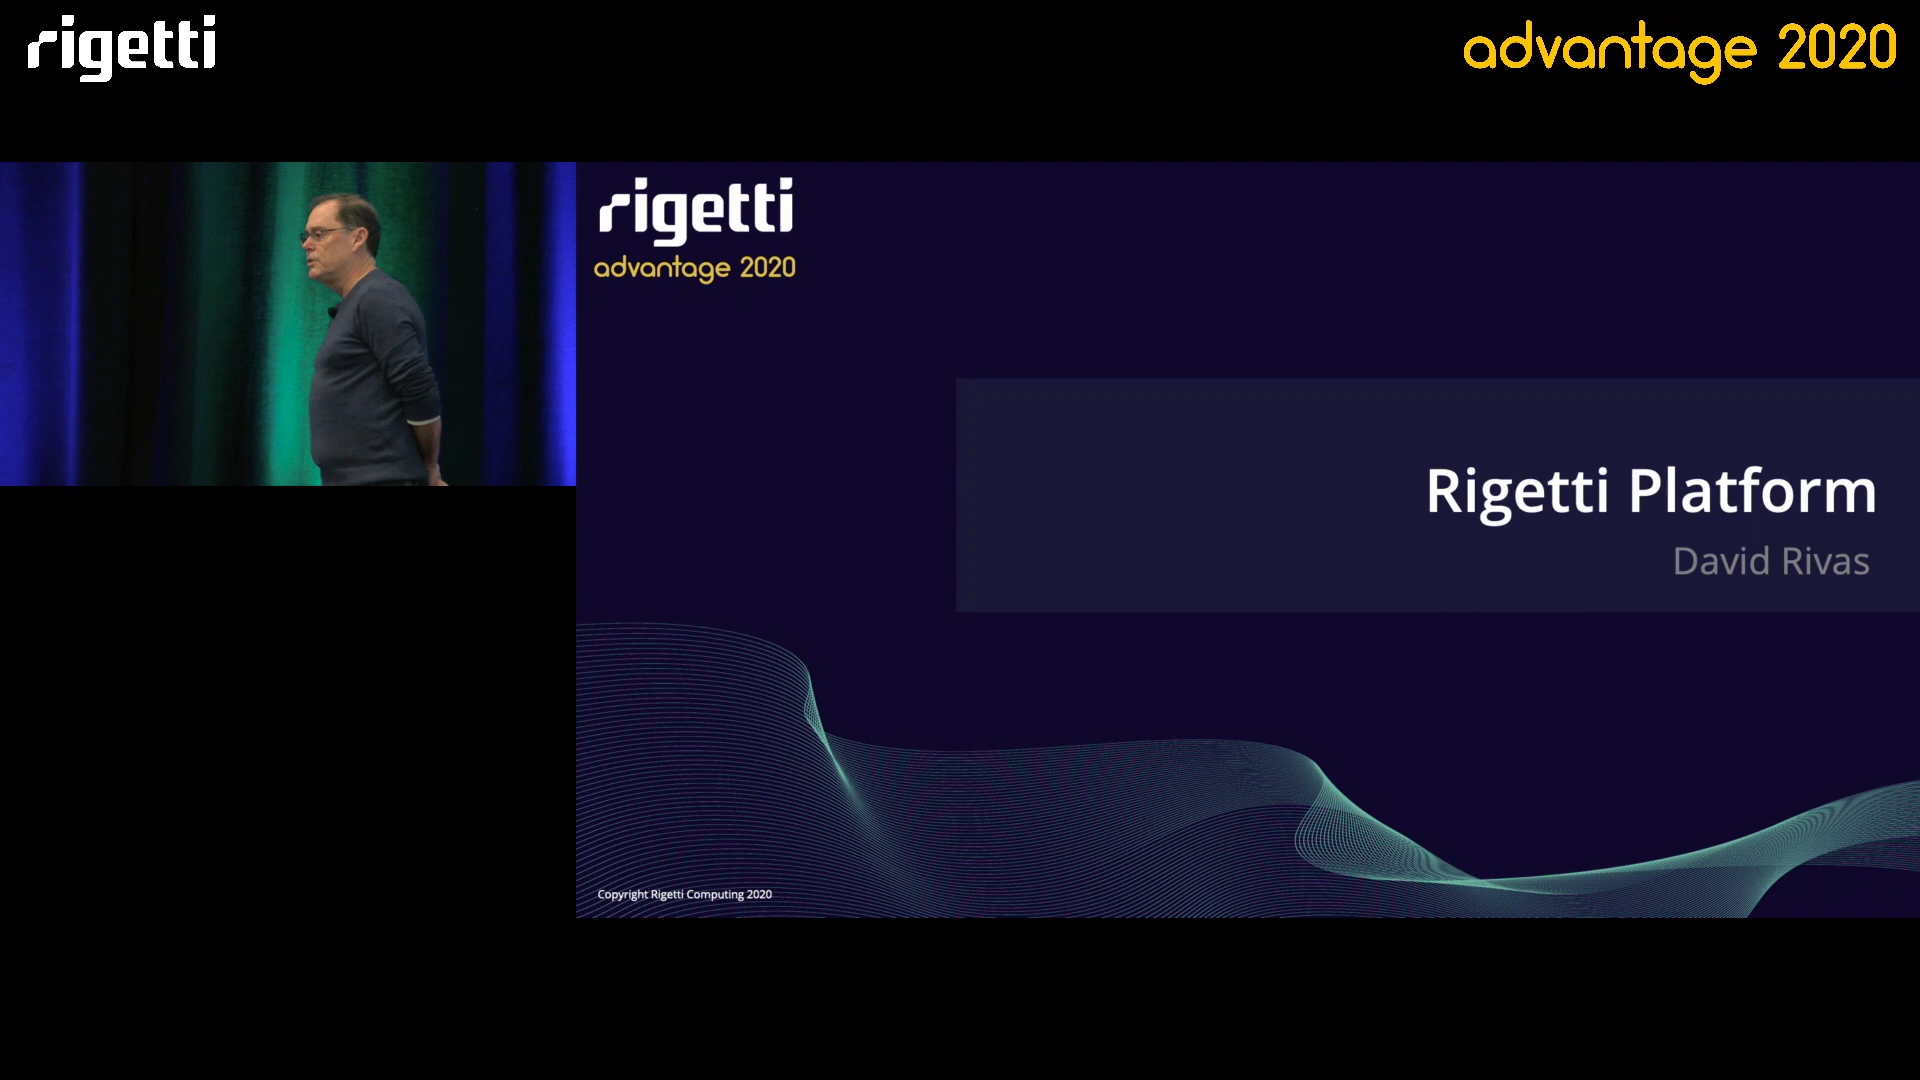 rigetti
advantage 2020
rigetti
advantage 2020
Rigetti Platform
David Rivas
Copyright Rigetti Computing 2020